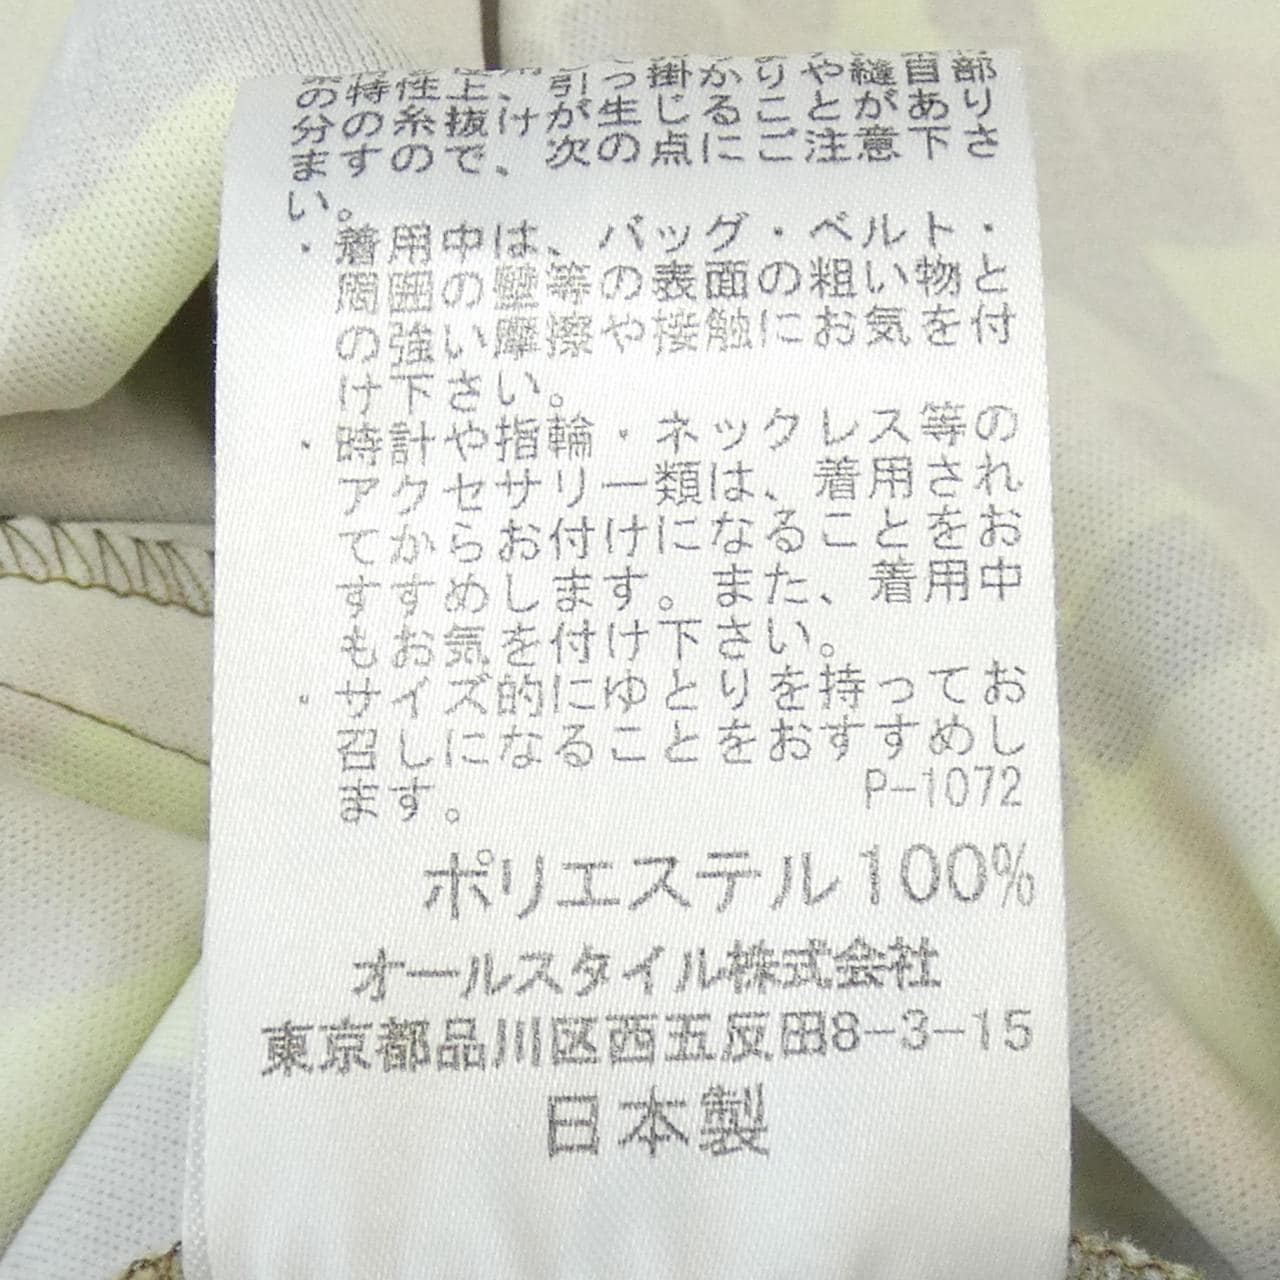 の特性上、引っ掛かりや縫目部
分の糸抜け、が生じることがあり
ますので、次の点にご注意下さ
い。
・着用中は、バッグ・ベルト・
周囲の壁等の表面の粗い物と
の強い摩擦や接触にお気を付
け下さい。
・時計や指輪・ネックレス等の
アクセサリー類は、着用され
てからお付けになることをお
すすめします。また、着用中
もお気を付け下さい。
・サイズ的にゆとりを持ってお
召しになることをおすすめし
ます。 P-1072
ポリエステル100%
オールスタイル株式会社
東京都品川区西五反田8-3-15
日本製